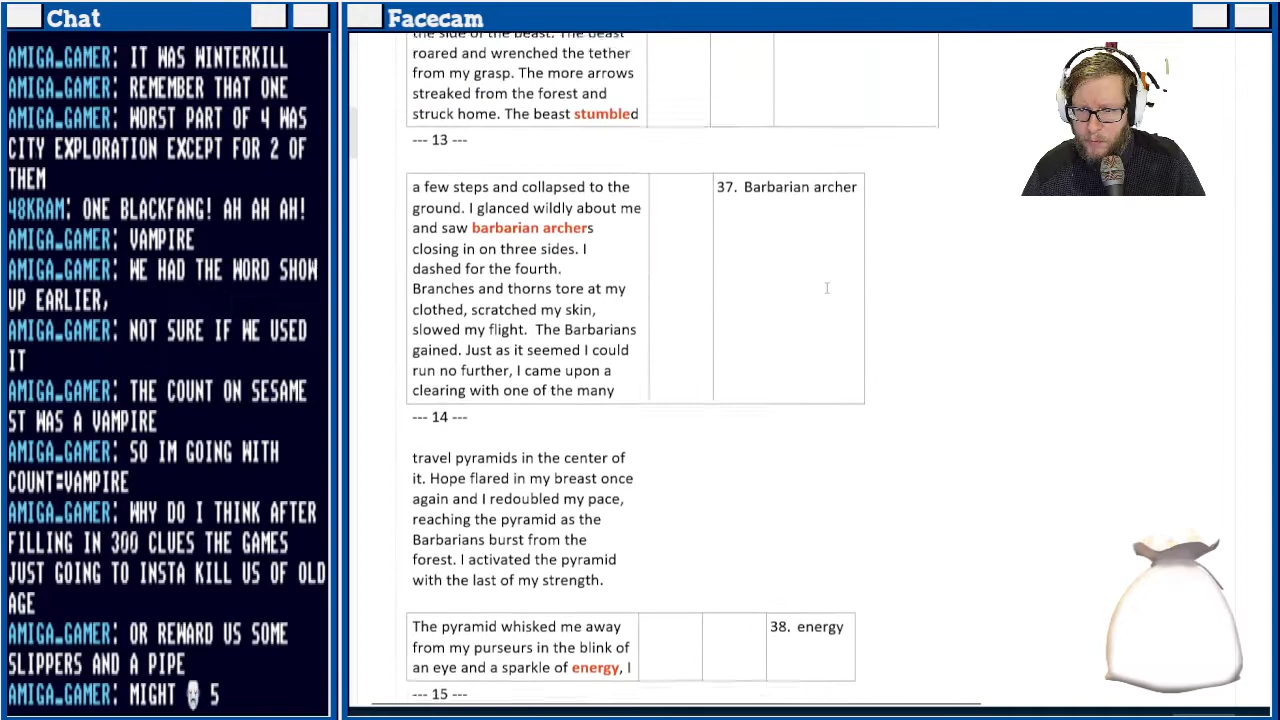 Chat
AMIGA_GAMER: IT WAS WINTERKILL
AMIGA_GAMER: REMEMBER THAT ONE
AMIGA_GAMER: WORST PART OF 4 WAS
CITY EXPLORATION EXCEPT FOR 2 OF
THEM
48KRAM: ONE BLACKFANG! AH AH AH!
AMIGA_GAMER: VAMPIRE
AMIGA_GAMER: WE HAD THE WORD SHOW
UP EARLIER,
AMIGA_GAMER: NOT SURE IF WE USED
IT
AMIGA_GAMER: THE COUNT ON SESAME
ST WAS A VAMPIRE
AMIGA_GAMER: SO IM GOING WITH
COUNT=VAMPIRE
AMIGA_GAMER: WHY DO I THINK AFTER
FILLING IN 300 CLUES THE GAMES
JUST GOING TO INSTA KILL US OF OLD
AGE
AMIGA_GAMER: OR REWARD US SOME
SLIPPERS AND A PIPE
AMIGA_GAMER: MIGHT 5
Facecam
the side of the beast. The beast
roared and wrenched the tether
from my grasp. The more arrows
streaked from the forest and
struck home. The beast stumbled
--- 13 ---
a few steps and collapsed to the
ground. I glanced wildly about me
and saw barbarian archers
closing in on three sides. I
dashed for the fourth.
Branches and thorns tore at my
clothed, scratched my skin,
slowed my flight. The Barbarians
gained. Just as it seemed I could
run no further, I came upon a
clearing with one of the many
37. Barbarian archer
--- 14 ---
travel pyramids in the center of
it. Hope flared in my breast once
again and I redoubled my pace,
reaching the pyramid as the
Barbarians burst from the
forest. I activated the pyramid
with the last of my strength.
The pyramid whisked me away
from my purseurs in the blink of
an eye and a sparkle of energy, I
38. energy
--- 15 ---